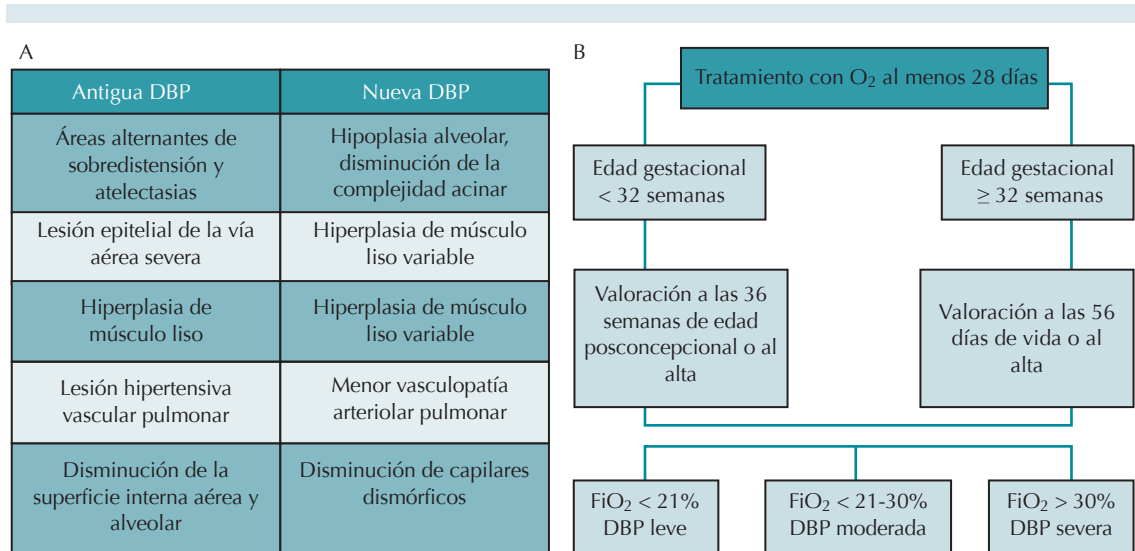 A
Antigua DBP
Nueva DBP
Áreas alternantes de
sobredistensión y
atelectasias
Hipoplasia alveolar,
disminución de la
complejidad acinar
Lesión epitelial de la vía
aérea severa
Hiperplasia de músculo
liso variable
Hiperplasia de
músculo liso
Hiperplasia de músculo
liso variable
Lesión hipertensiva
vascular pulmonar
Menor vasculopatía
arteriolar pulmonar
Disminución de la
superficie interna aérea y
alveolar
Disminución de capilares
dismórficos
B
Tratamiento con O₂ al menos 28 días
Edad gestacional
< 32 semanas
Edad gestacional
≥ 32 semanas
Valoración a las 36
semanas de edad
posconcepcional o al
alta
Valoración a las 56
días de vida o al
alta
FiO₂ < 21%
DBP leve
FiO₂ < 21-30%
DBP moderada
FiO₂ > 30%
DBP severa